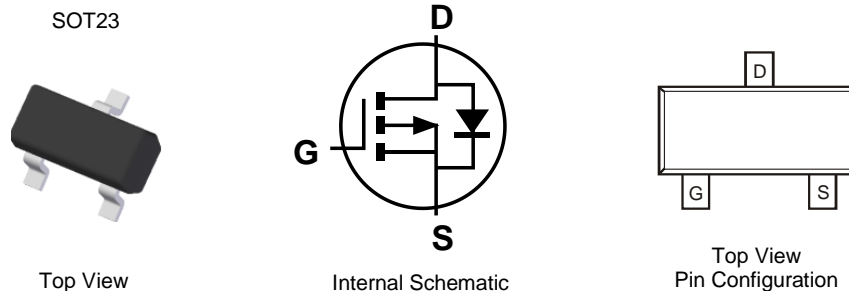 SOT23
Top View
D
G
S
Internal Schematic
D
G
S
Top View
Pin Configuration